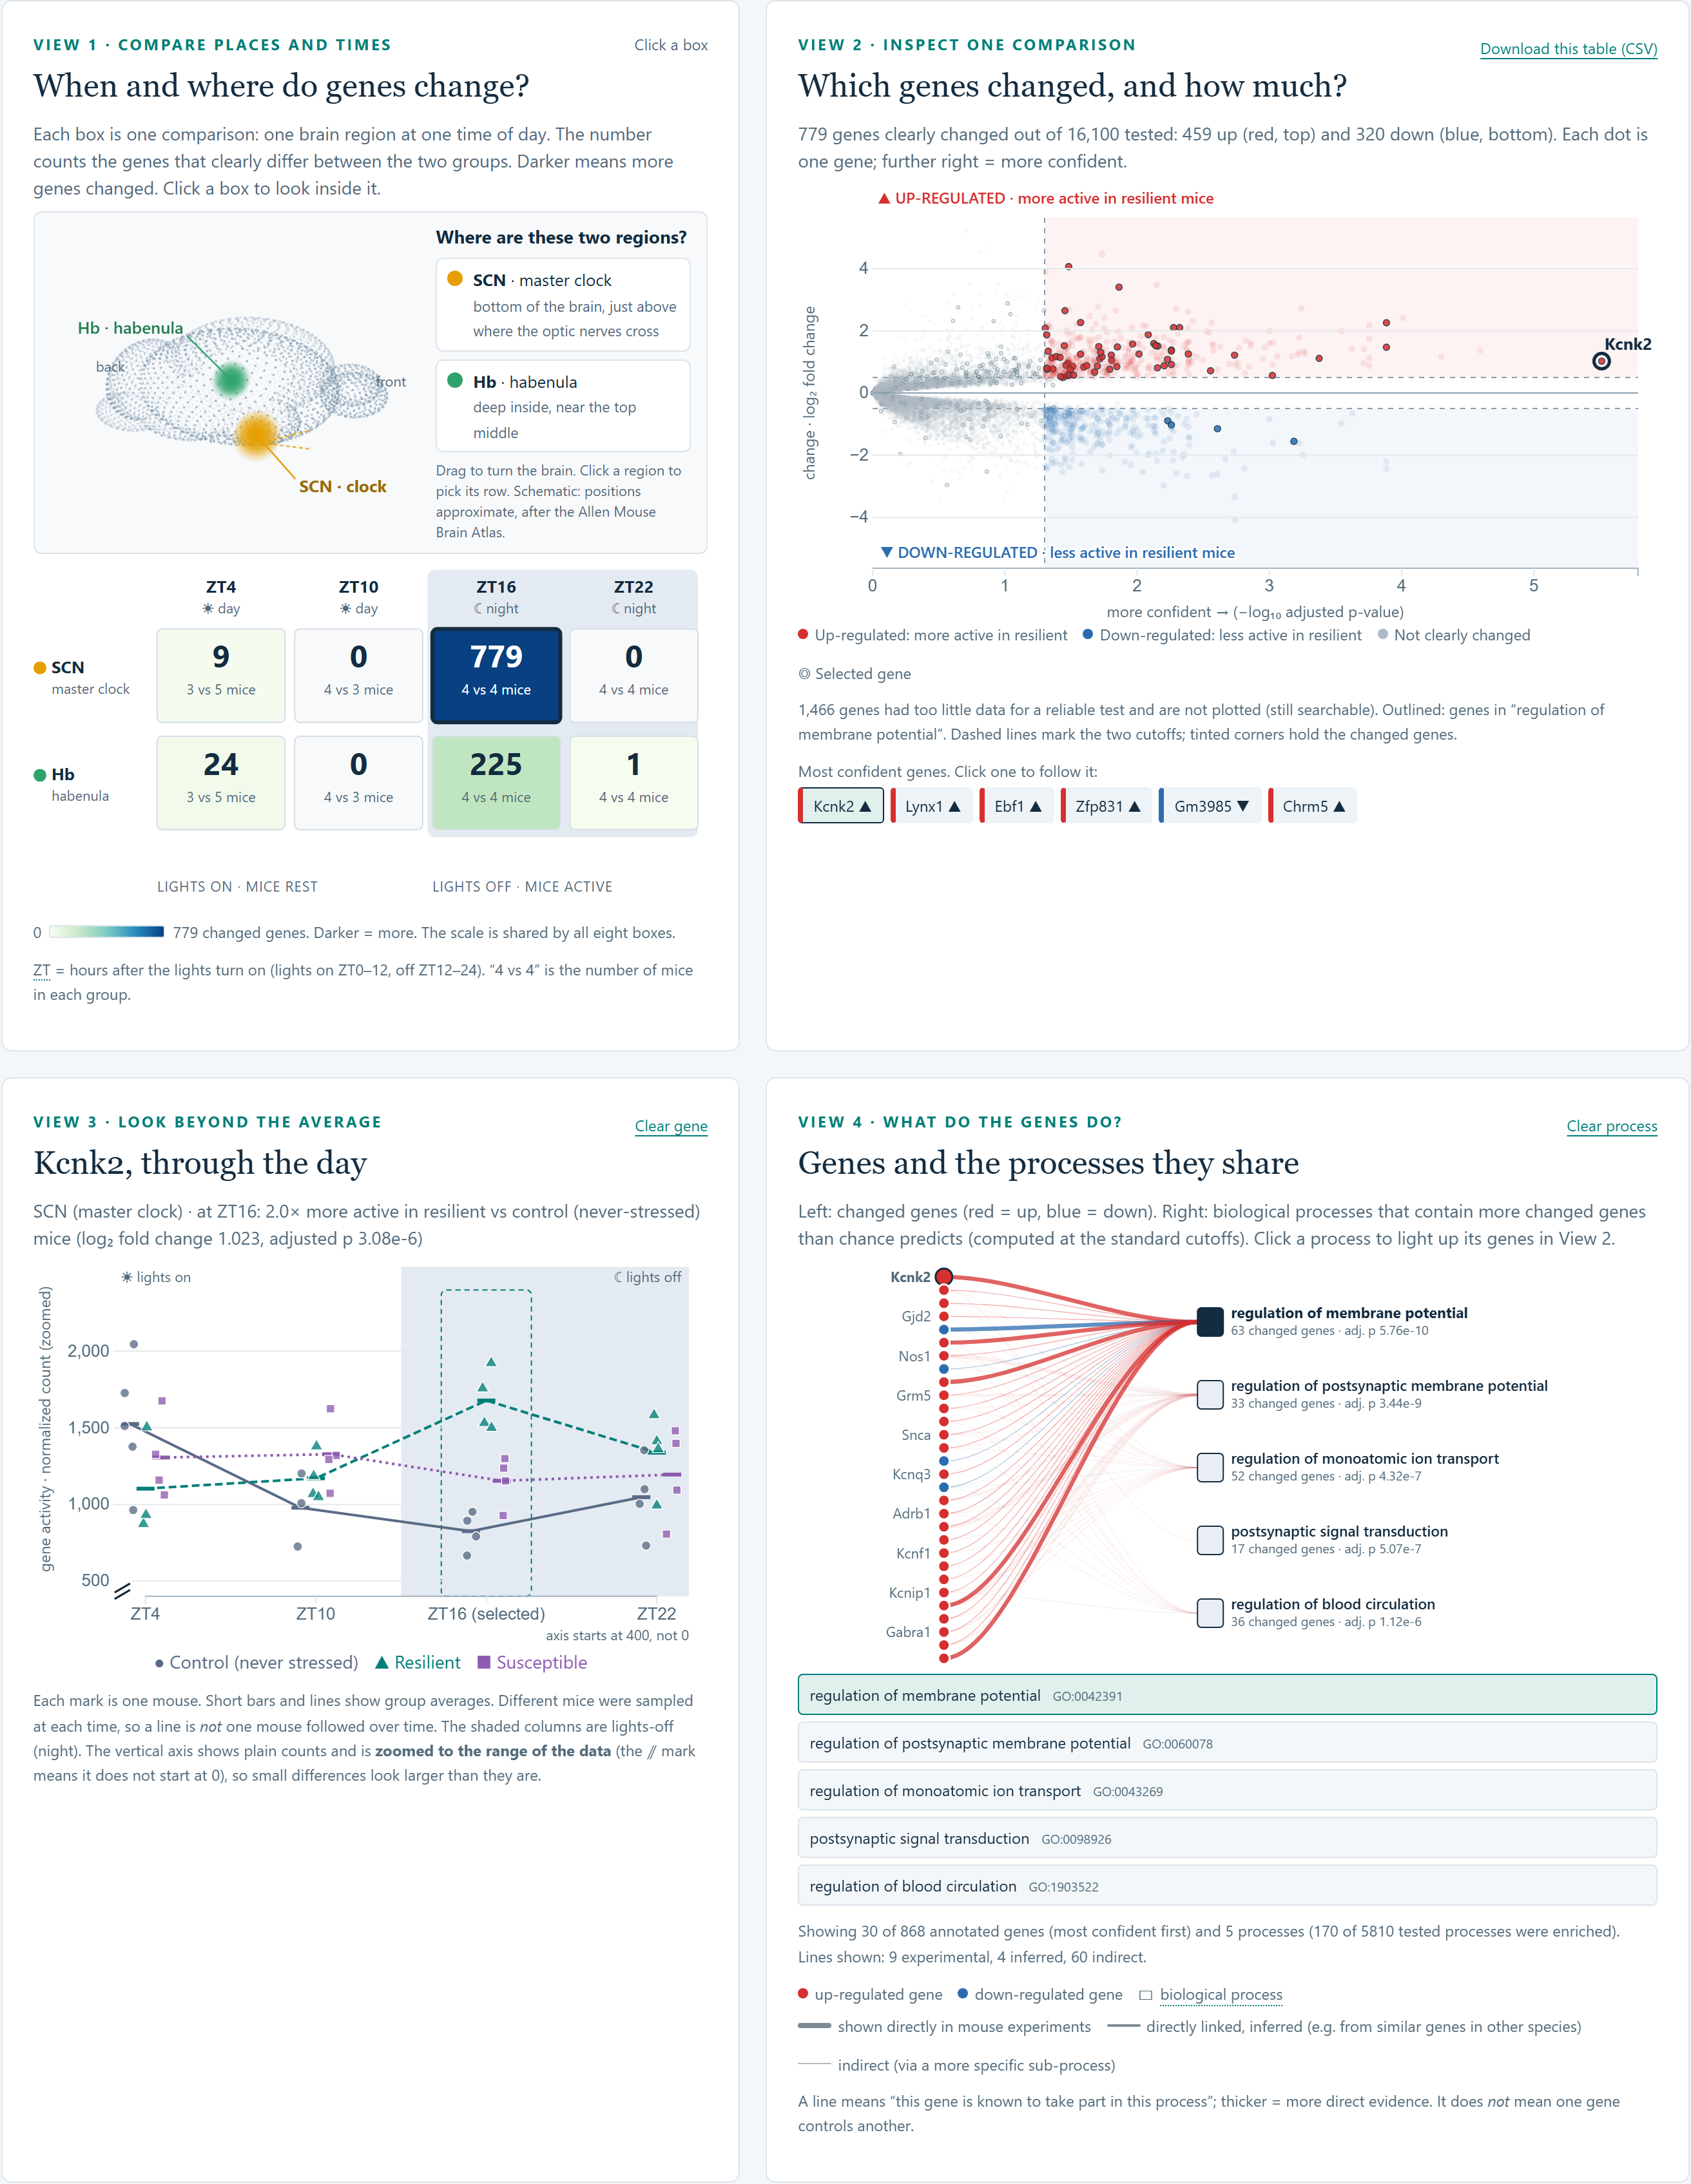 VIEW 1 · COMPARE PLACES AND TIMES
Click a box
When and where do genes change?
Each box is one comparison: one brain region at one time of day. The number
counts the genes that clearly differ between the two groups. Darker means more
genes changed. Click a box to look inside it.
Hb · habenula
back
front
SCN · clock
Where are these two regions?
SCN · master clock
bottom of the brain, just above
where the optic nerves cross
Hb · habenula
deep inside, near the top
middle
Drag to turn the brain. Click a region to
pick its row. Schematic: positions
approximate, after the Allen Mouse
Brain Atlas.
ZT4
ZT10
ZT16
ZT22
☀ day
☀ day
☾ night
☾ night
SCN
master clock
9
3 vs 5 mice
0
4 vs 3 mice
779
4 vs 4 mice
0
4 vs 4 mice
Hb
habenula
24
3 vs 5 mice
0
4 vs 3 mice
225
4 vs 4 mice
1
4 vs 4 mice
LIGHTS ON · MICE REST
LIGHTS OFF · MICE ACTIVE
0
779 changed genes. Darker = more. The scale is shared by all eight boxes.
ZT = hours after the lights turn on (lights on ZT0–12, off ZT12–24). “4 vs 4” is the number of mice
in each group.
VIEW 2 · INSPECT ONE COMPARISON
Download this table (CSV)
Which genes changed, and how much?
779 genes clearly changed out of 16,100 tested: 459 up (red, top) and 320 down (blue, bottom). Each dot is
one gene; further right = more confident.
▲ UP-REGULATED · more active in resilient mice
change · log₂ fold change
4
2
0
−2
−4
Kcnk2
▼ DOWN-REGULATED · less active in resilient mice
0
1
2
3
4
5
more confident → (−log₁₀ adjusted p-value)
Up-regulated: more active in resilient
Down-regulated: less active in resilient
Not clearly changed
◎ Selected gene
1,466 genes had too little data for a reliable test and are not plotted (still searchable). Outlined: genes in “regulation of
membrane potential”. Dashed lines mark the two cutoffs; tinted corners hold the changed genes.
Most confident genes. Click one to follow it:
Kcnk2 ▲
Lynx1 ▲
Ebf1 ▲
Zfp831 ▲
Gm3985 ▼
Chrm5 ▲
VIEW 3 · LOOK BEYOND THE AVERAGE
Clear gene
Kcnk2, through the day
SCN (master clock) · at ZT16: 2.0× more active in resilient vs control (never-stressed)
mice (log₂ fold change 1.023, adjusted p 3.08e-6)
☀ lights on
☾ lights off
gene activity · normalized count (zoomed)
2,000
1,500
1,000
500
ZT4
ZT10
ZT16 (selected)
ZT22
axis starts at 400, not 0
Control (never stressed)
Resilient
Susceptible
Each mark is one mouse. Short bars and lines show group averages. Different mice were sampled
at each time, so a line is not one mouse followed over time. The shaded columns are lights-off
(night). The vertical axis shows plain counts and is zoomed to the range of the data (the ⫽ mark
means it does not start at 0), so small differences look larger than they are.
VIEW 4 · WHAT DO THE GENES DO?
Clear process
Genes and the processes they share
Left: changed genes (red = up, blue = down). Right: biological processes that contain more changed genes
than chance predicts (computed at the standard cutoffs). Click a process to light up its genes in View 2.
Kcnk2
Gjd2
Nos1
Grm5
Snca
Kcnq3
Adrb1
Kcnf1
Kcnip1
Gabra1
regulation of membrane potential
63 changed genes · adj. p 5.76e-10
regulation of postsynaptic membrane potential
33 changed genes · adj. p 3.44e-9
regulation of monoatomic ion transport
52 changed genes · adj. p 4.32e-7
postsynaptic signal transduction
17 changed genes · adj. p 5.07e-7
regulation of blood circulation
36 changed genes · adj. p 1.12e-6
regulation of membrane potential GO:0042391
regulation of postsynaptic membrane potential GO:0060078
regulation of monoatomic ion transport GO:0043269
postsynaptic signal transduction GO:0098926
regulation of blood circulation GO:1903522
Showing 30 of 868 annotated genes (most confident first) and 5 processes (170 of 5810 tested processes were enriched).
Lines shown: 9 experimental, 4 inferred, 60 indirect.
up-regulated gene
down-regulated gene
biological process
shown directly in mouse experiments
directly linked, inferred (e.g. from similar genes in other species)
indirect (via a more specific sub-process)
A line means “this gene is known to take part in this process”; thicker = more direct evidence. It does not mean one gene
controls another.